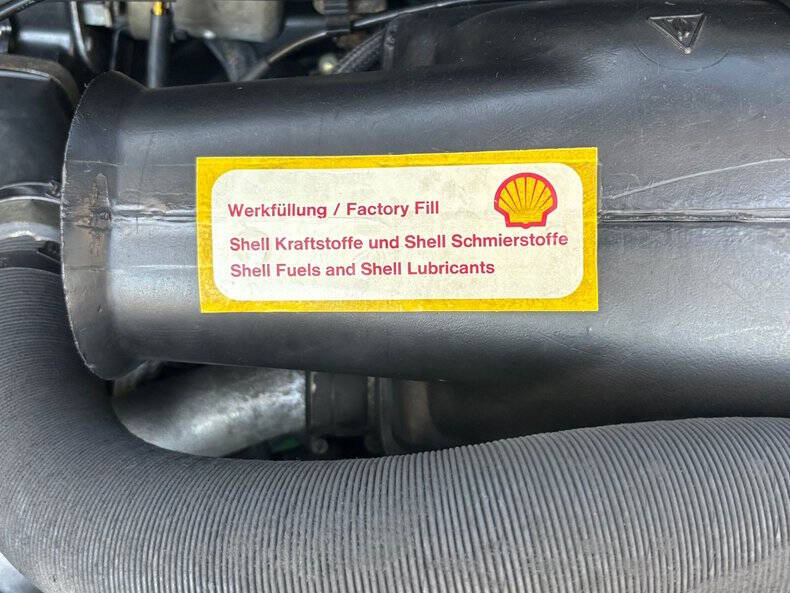 Werkfüllung / Factory Fill
Shell Kraftstoffe und Shell Schmierstoffe
Shell Fuels and Shell Lubricants